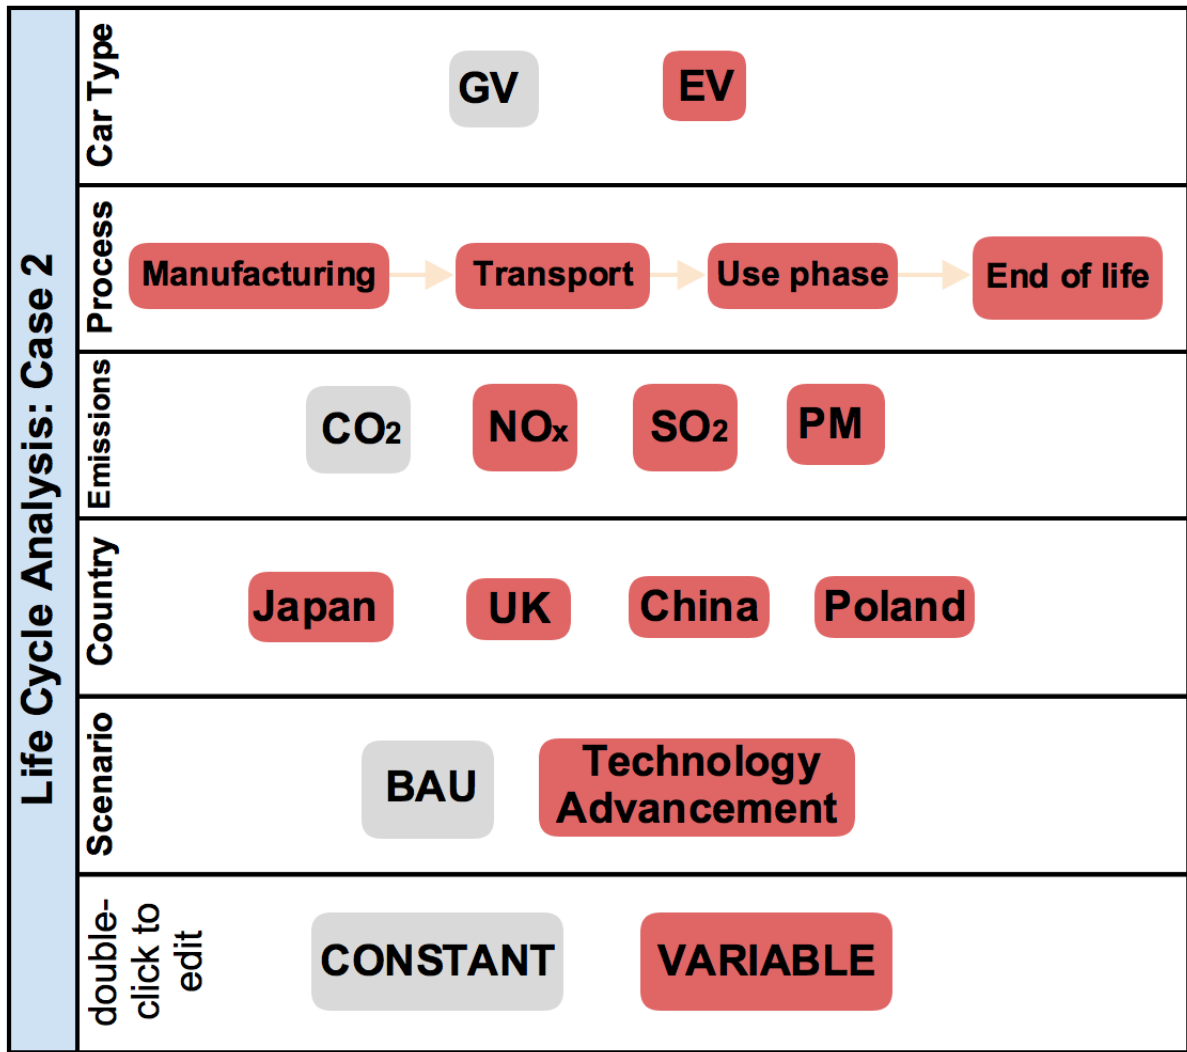 Life Cycle Analysis: Case 2
Car Type
GV
EV
Process
Manufacturing
Transport
Use phase
End of life
Emissions
CO₂
NOₓ
SO₂
PM
Country
Japan
UK
China
Poland
Scenario
BAU
Technology
Advancement
double-
click to
edit
CONSTANT
VARIABLE